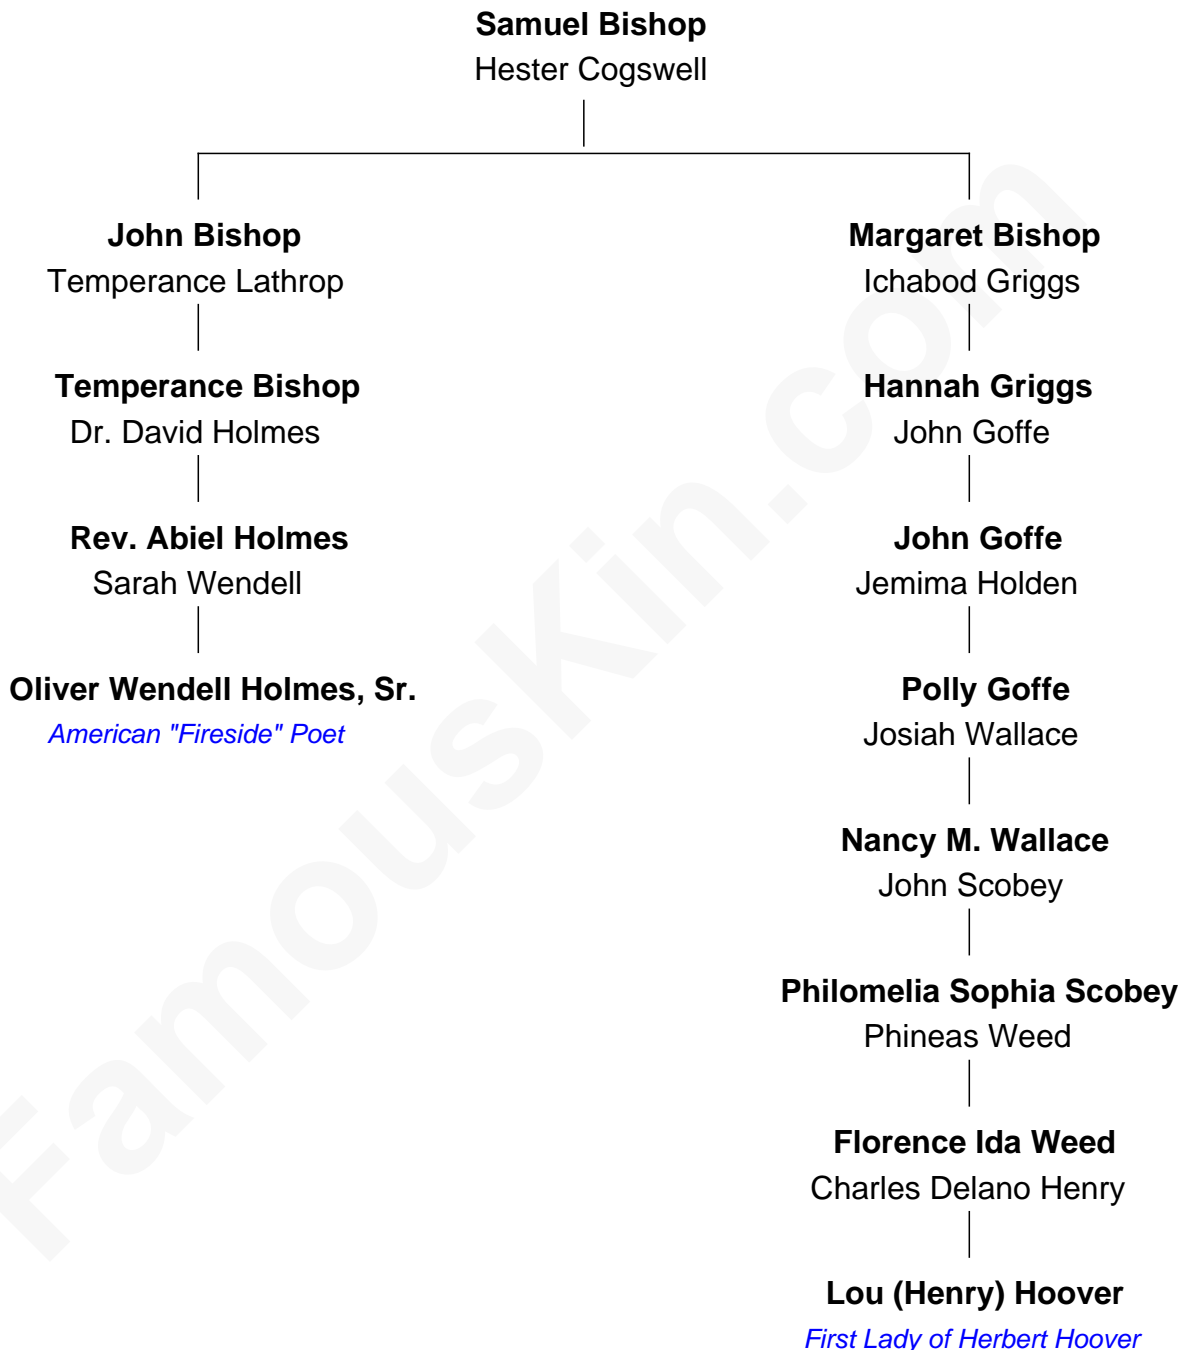 Samuel Bishop
Hester Cogswell
John Bishop
Temperance Lathrop
Temperance Bishop
Dr. David Holmes
Rev. Abiel Holmes
Sarah Wendell
Oliver Wendell Holmes, Sr.
American "Fireside" Poet
Margaret Bishop
Ichabod Griggs
Hannah Griggs
John Goffe
John Goffe
Jemima Holden
Polly Goffe
Josiah Wallace
Nancy M. Wallace
John Scobey
Philomelia Sophia Scobey
Phineas Weed
Florence Ida Weed
Charles Delano Henry
Lou (Henry) Hoover
First Lady of Herbert Hoover
FamousKin.com